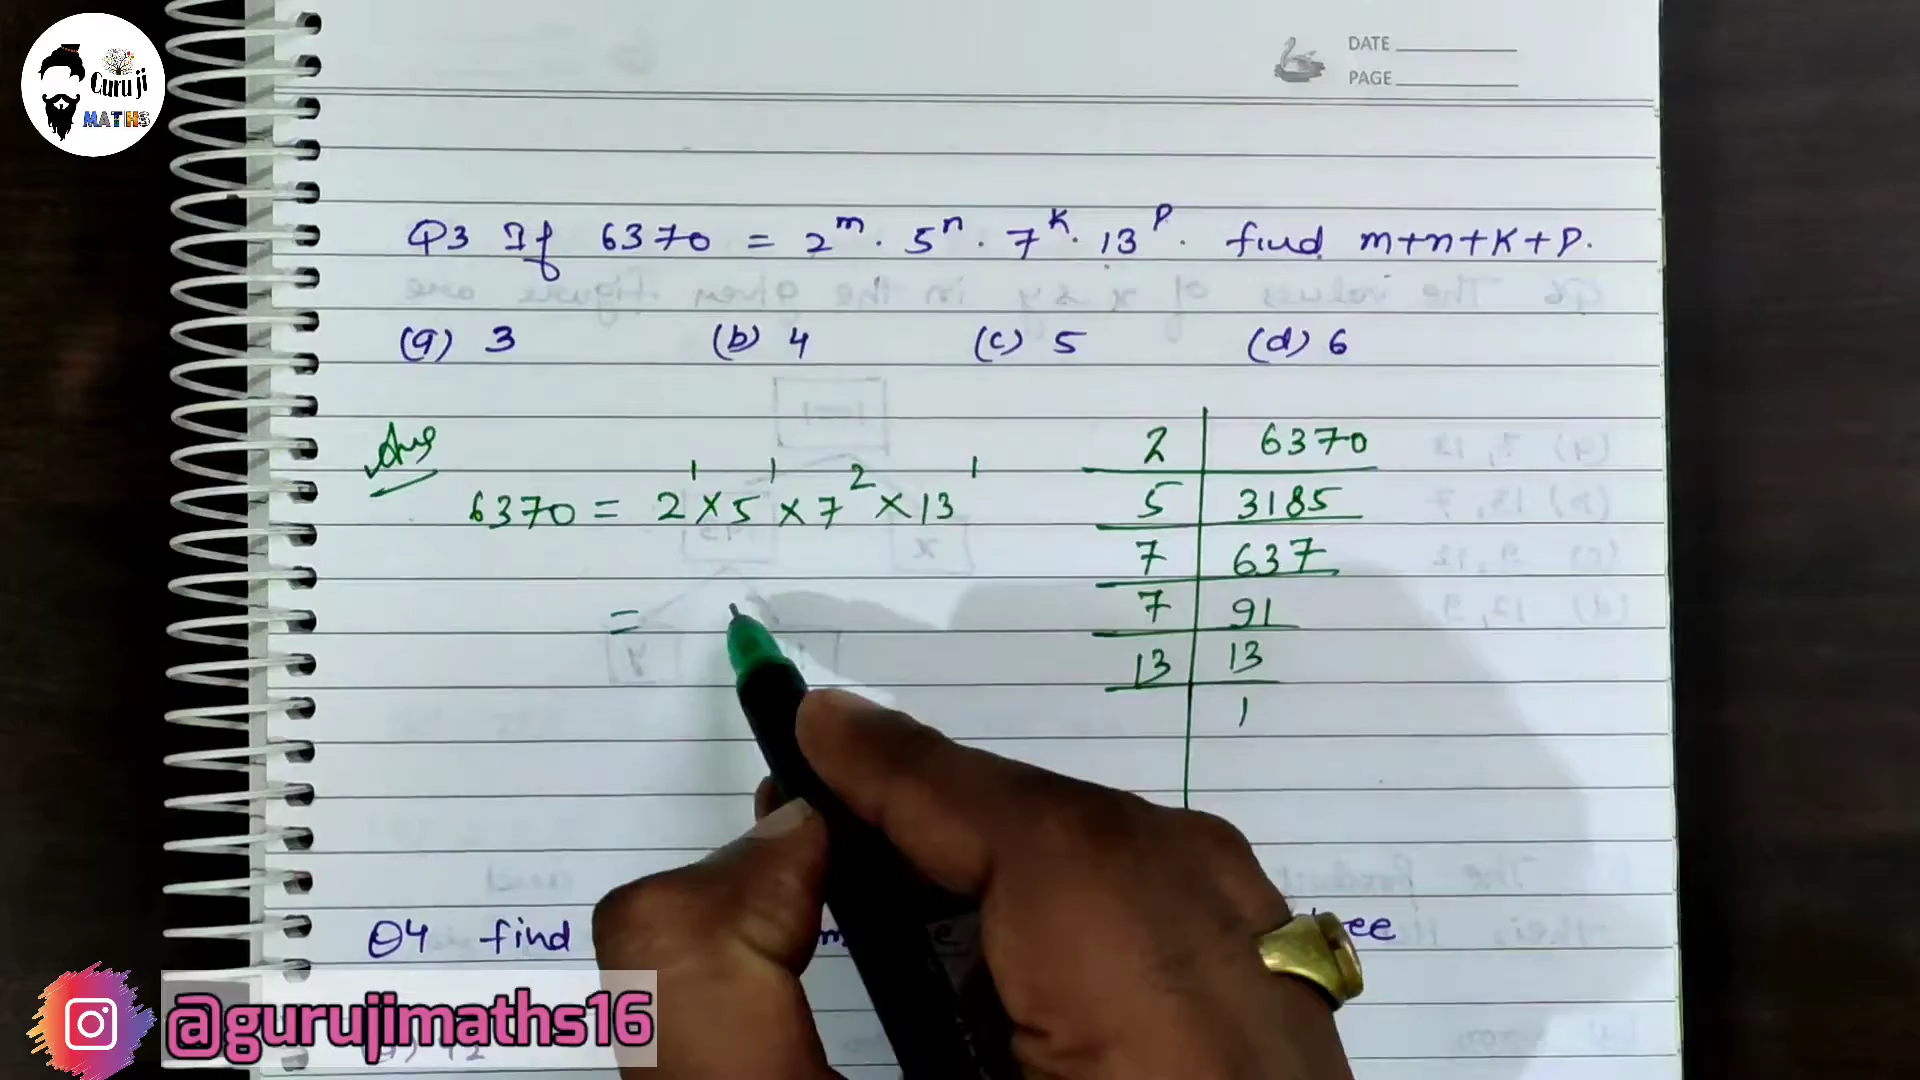 Guru ji
MATHS
DATE
PAGE
Q3 If 6370 = 2^m . 5^n . 7^K . 13^P . find m+n+K+P.
(a) 3 (b) 4 (c) 5 (d) 6
Ans
6370 = 2^1 × 5^1 × 7^2 × 13^1
=
2 | 6370
5 | 3185
7 | 637
7 | 91
13 | 13
1
Q4 find
@gurujimaths16